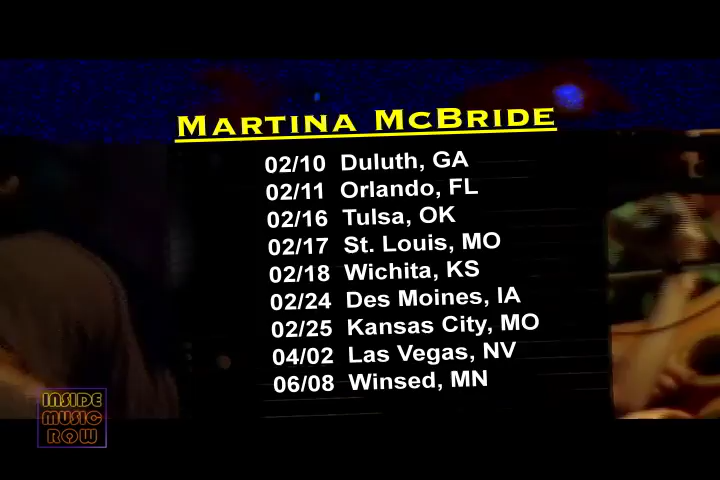 Martina McBride
02/10 Duluth, GA
02/11 Orlando, FL
02/16 Tulsa, OK
02/17 St. Louis, MO
02/18 Wichita, KS
02/24 Des Moines, IA
02/25 Kansas City, MO
04/02 Las Vegas, NV
06/08 Winsed, MN
INSIDE
MUSIC
ROW